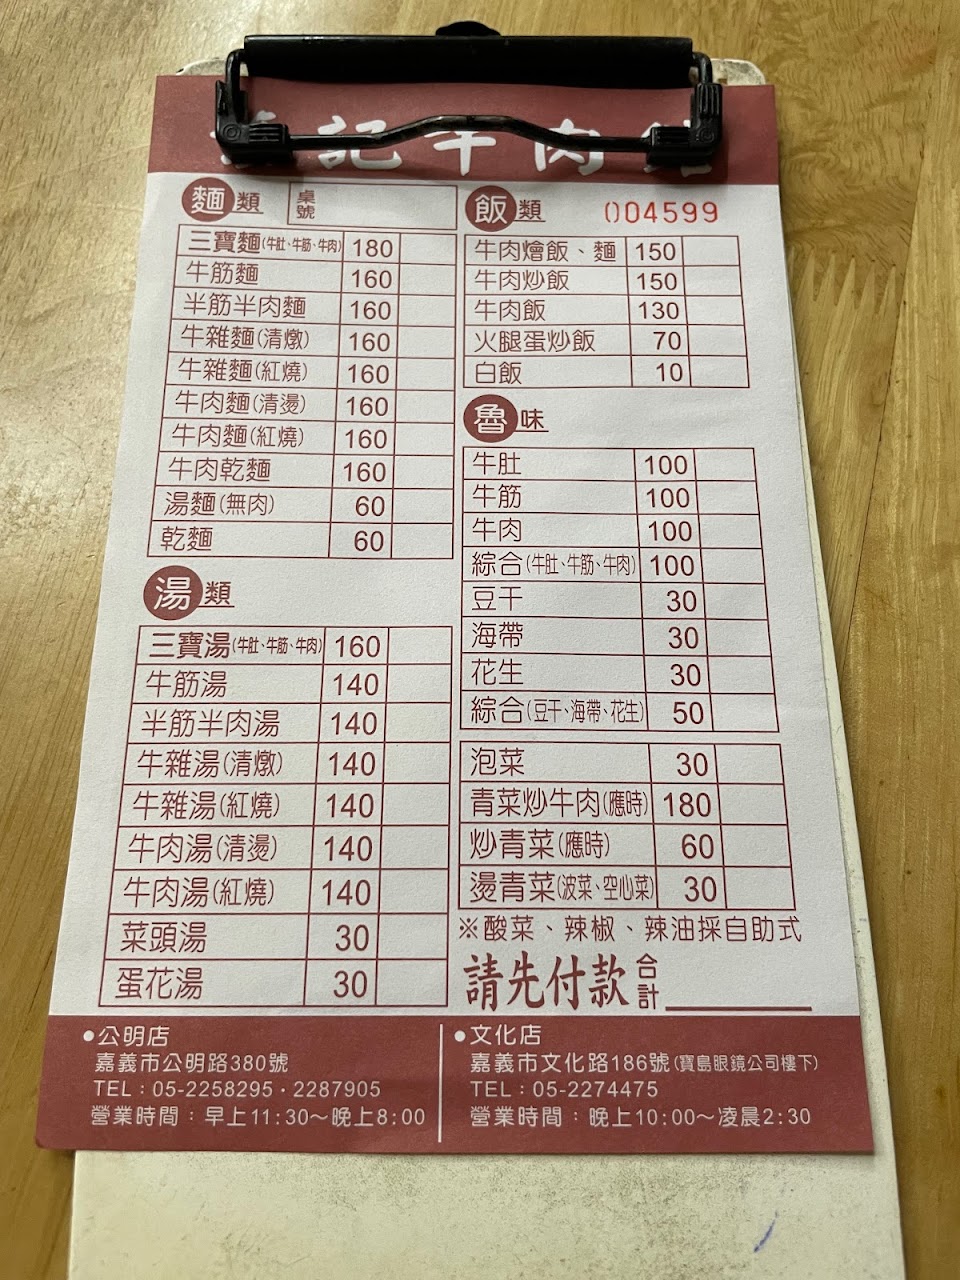 記牛肉
麵類
桌號
三寶麵(牛肚、牛筋、牛肉) 180
牛筋麵 160
半筋半肉麵 160
牛雜麵(清燉) 160
牛雜麵(紅燒) 160
牛肉麵(清燙) 160
牛肉麵(紅燒) 160
牛肉乾麵 160
湯麵(無肉) 60
乾麵 60
湯類
三寶湯(牛肚、牛筋、牛肉) 160
牛筋湯 140
半筋半肉湯 140
牛雜湯(清燉) 140
牛雜湯(紅燒) 140
牛肉湯(清燙) 140
牛肉湯(紅燒) 140
菜頭湯 30
蛋花湯 30
飯類
004599
牛肉燴飯、麵 150
牛肉炒飯 150
牛肉飯 130
火腿蛋炒飯 70
白飯 10
魯味
牛肚 100
牛筋 100
牛肉 100
綜合(牛肚、牛筋、牛肉) 100
豆干 30
海帶 30
花生 30
綜合(豆干、海帶、花生) 50
泡菜 30
青菜炒牛肉(應時) 180
炒青菜(應時) 60
燙青菜(波菜、空心菜) 30
※酸菜、辣椒、辣油採自助式
請先付款 合計
●公明店
嘉義市公明路380號
TEL：05-2258295・2287905
營業時間：早上11:30～晚上8:00
●文化店
嘉義市文化路186號(寶島眼鏡公司樓下)
TEL：05-2274475
營業時間：晚上10:00～凌晨2:30